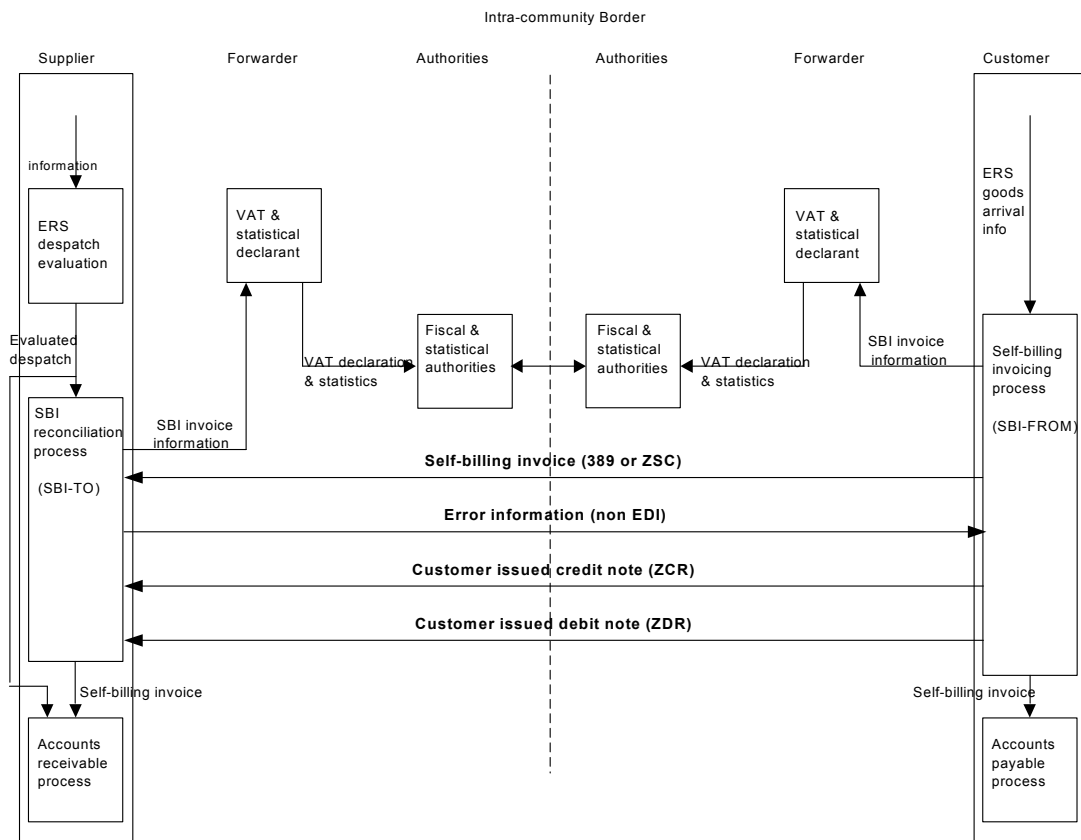 Intra-community Border
Supplier
Forwarder
Authorities
Authorities
Forwarder
Customer
information
ERS
despatch
evaluation
VAT &
statistical
declarant
VAT &
statistical
declarant
ERS
goods
arrival
info
Evaluated
despatch
VAT declaration
& statistics
Fiscal &
statistical
authorities
Fiscal &
statistical
authorities
VAT declaration
& statistics
SBI invoice
information
Self-billing
invoicing
process
(SBI-FROM)
SBI
reconciliation
process
(SBI-TO)
SBI invoice
information
Self-billing invoice (389 or ZSC)
Error information (non EDI)
Customer issued credit note (ZCR)
Customer issued debit note (ZDR)
Self-billing invoice
Self-billing invoice
Accounts
receivable
process
Accounts
payable
process